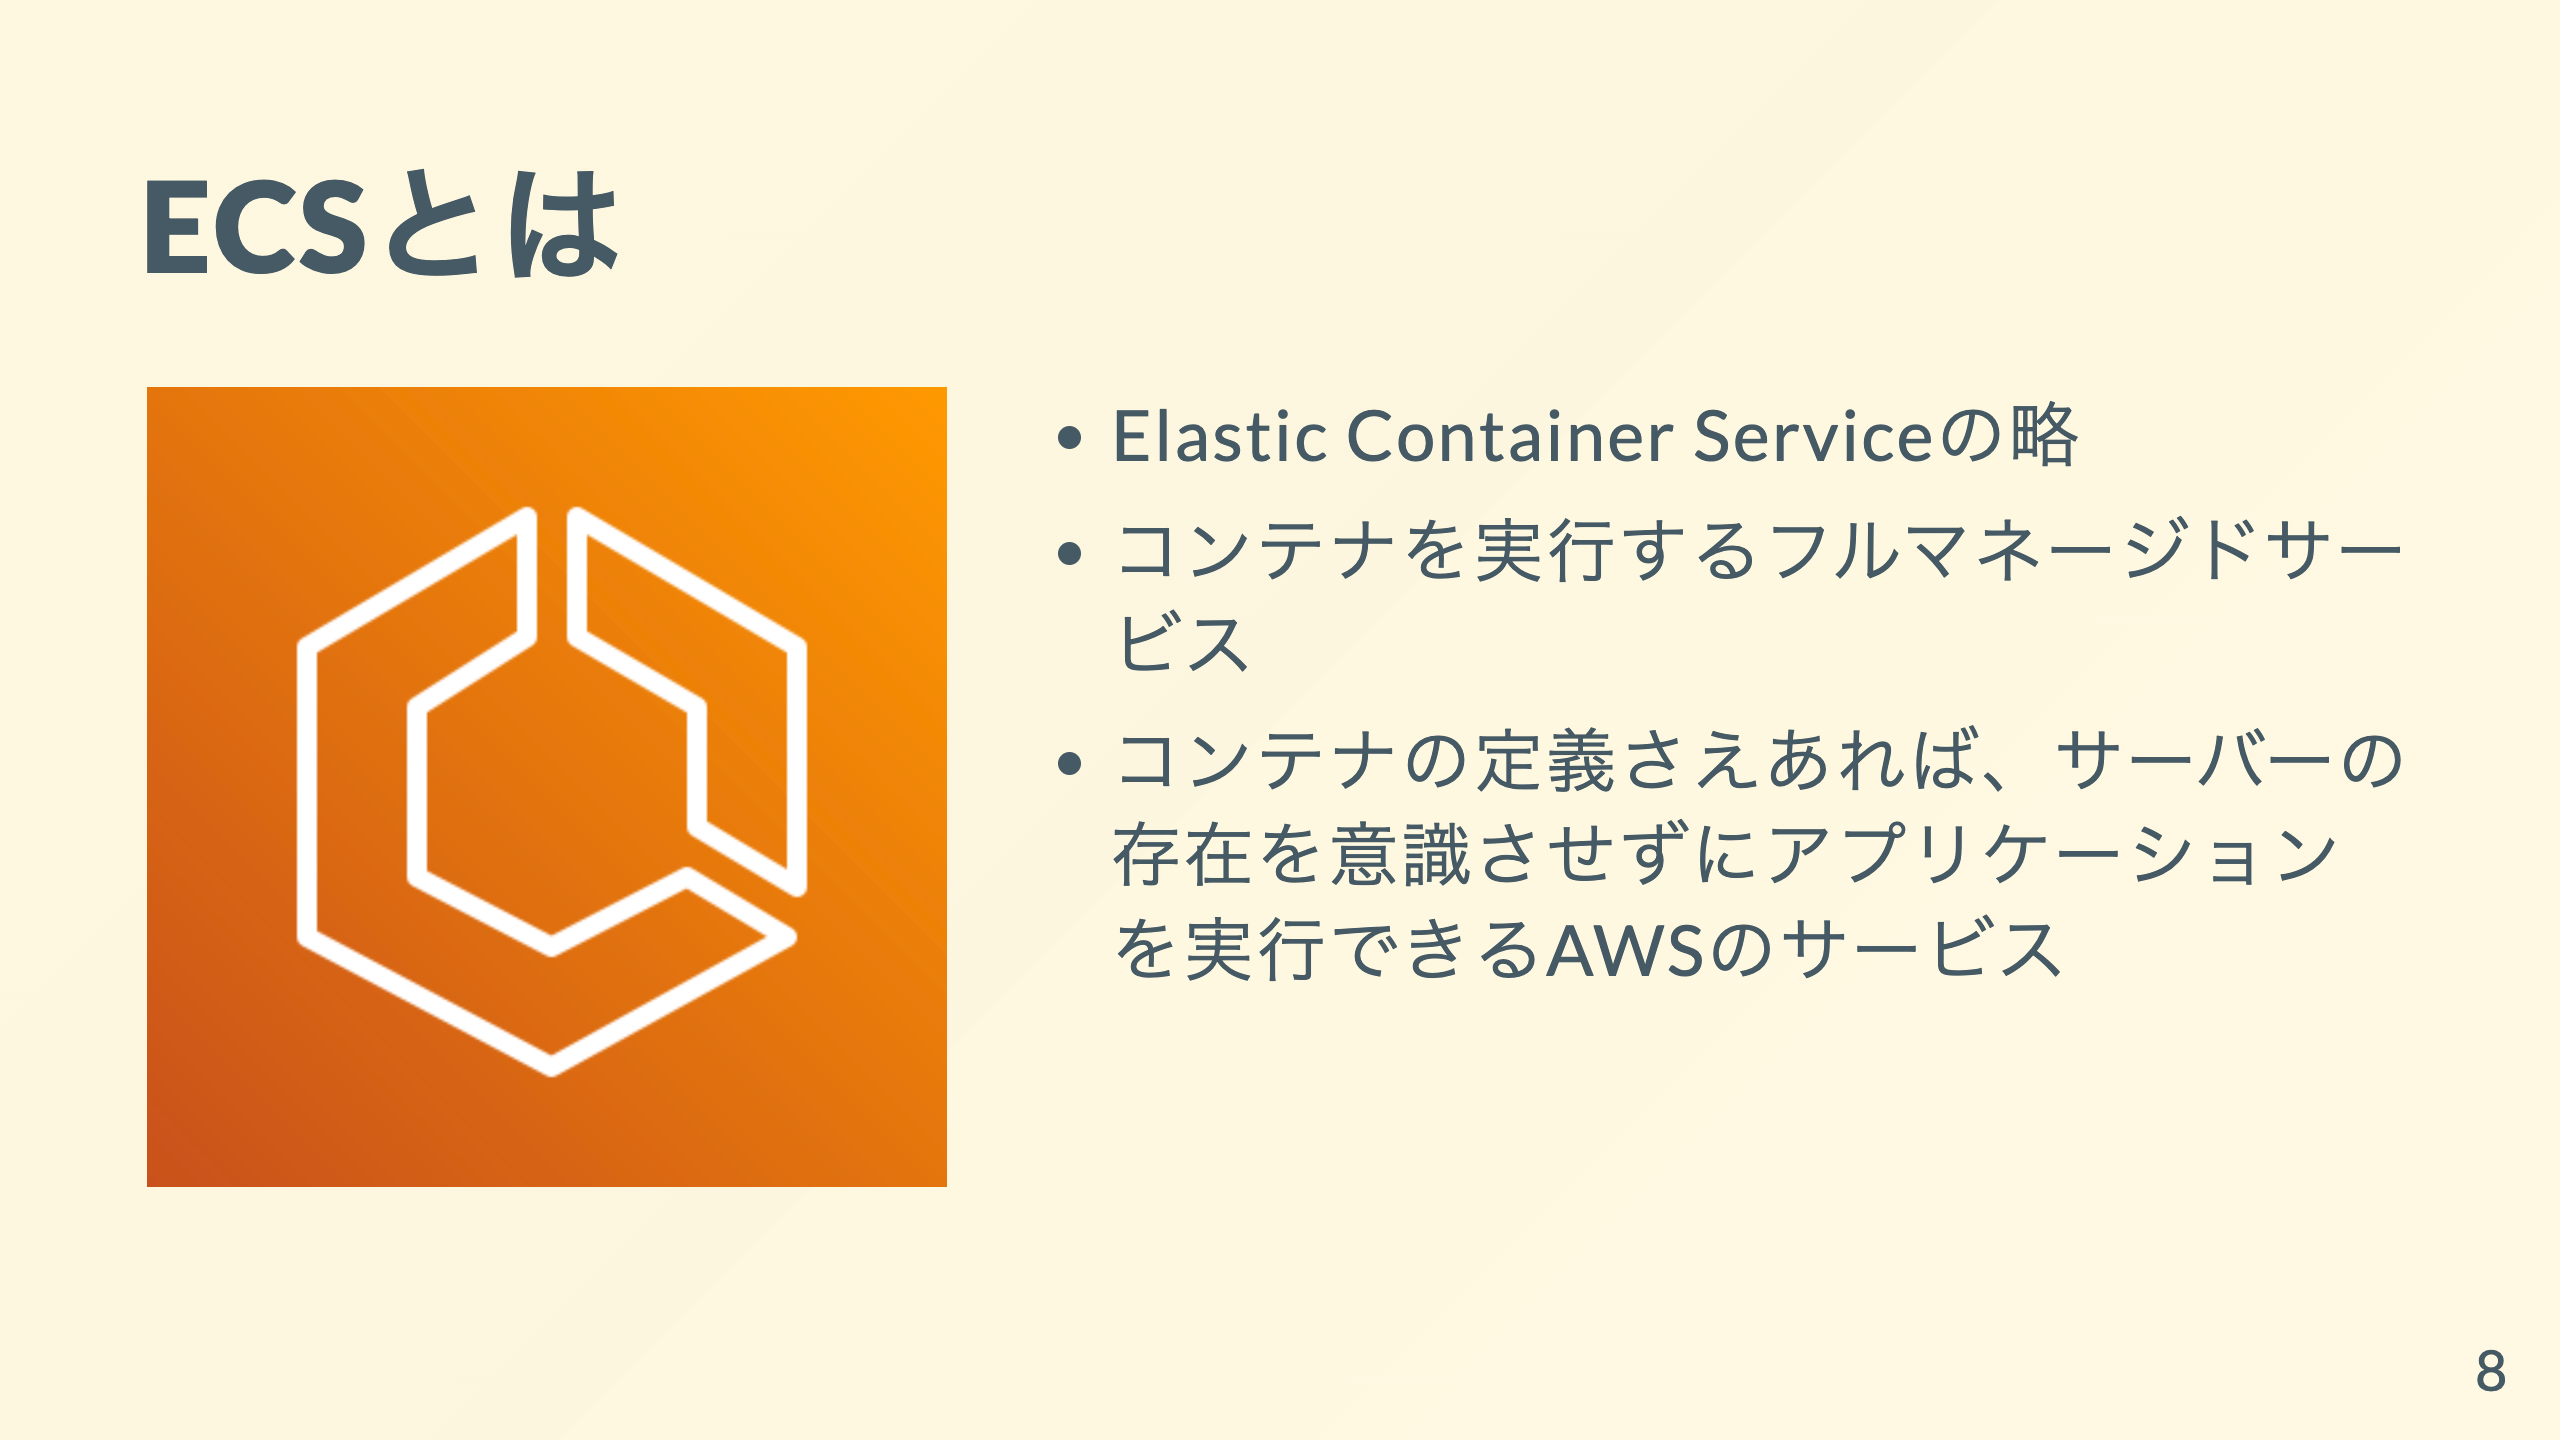 ECSとは
• Elastic Container Serviceの略
• コンテナを実行するフルマネージドサー
ビス
• コンテナの定義さえあれば、サーバーの
存在を意識させずにアプリケーション
を実行できるAWSのサービス
8